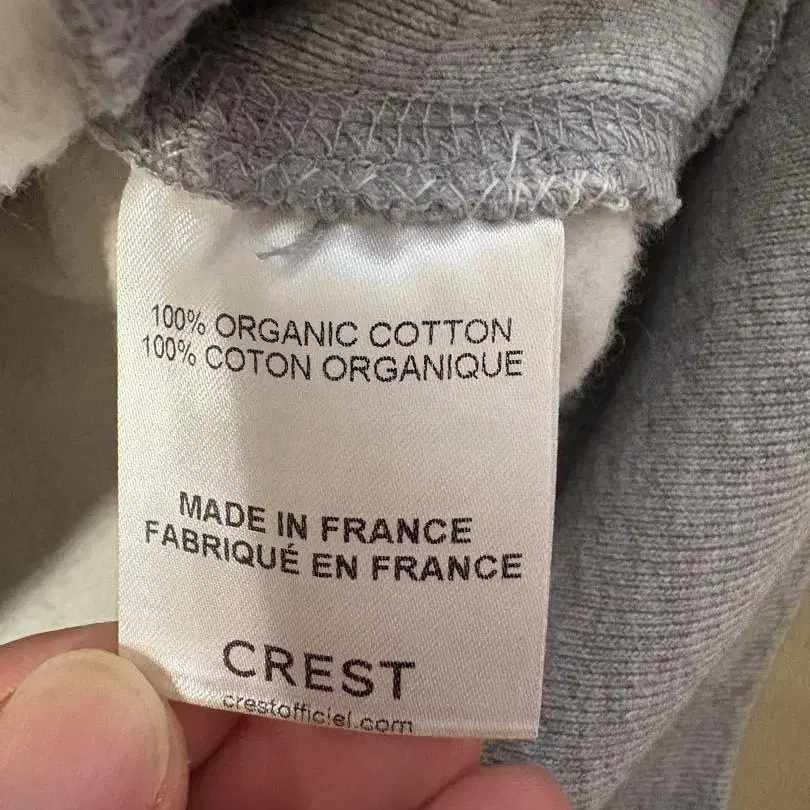 100% ORGANIC COTTON
100% COTON ORGANIQUE
MADE IN FRANCE
FABRIQUÉ EN FRANCE
CREST
crestofficiel.com